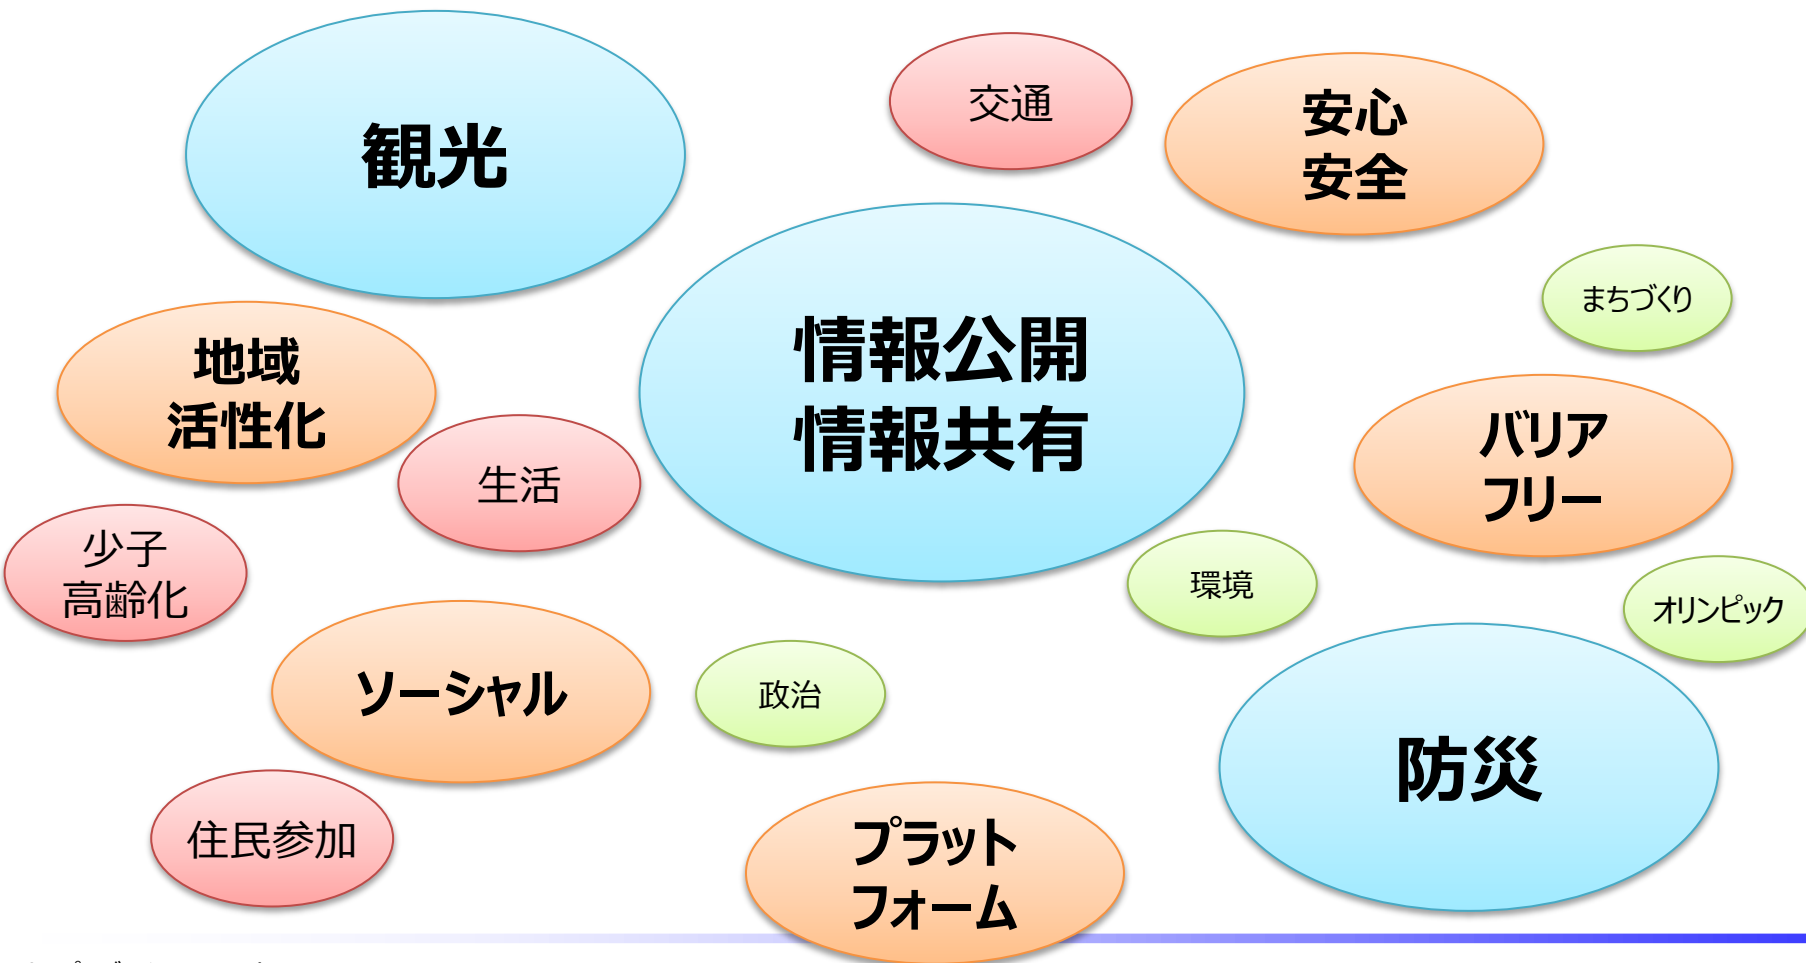 観光
交通
安心
安全
まちづくり
情報公開
情報共有
地域
活性化
バリア
フリー
生活
少子
高齢化
環境
オリンピック
ソーシャル
政治
防災
住民参加
プラット
フォーム